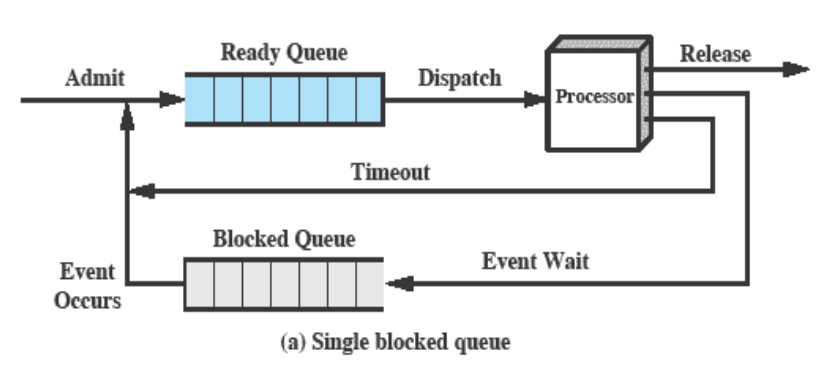 Ready Queue
Release
Admit
Dispatch
Processor
Timeout
Blocked Queue
Event Wait
Event
Occurs
(a) Single blocked queue